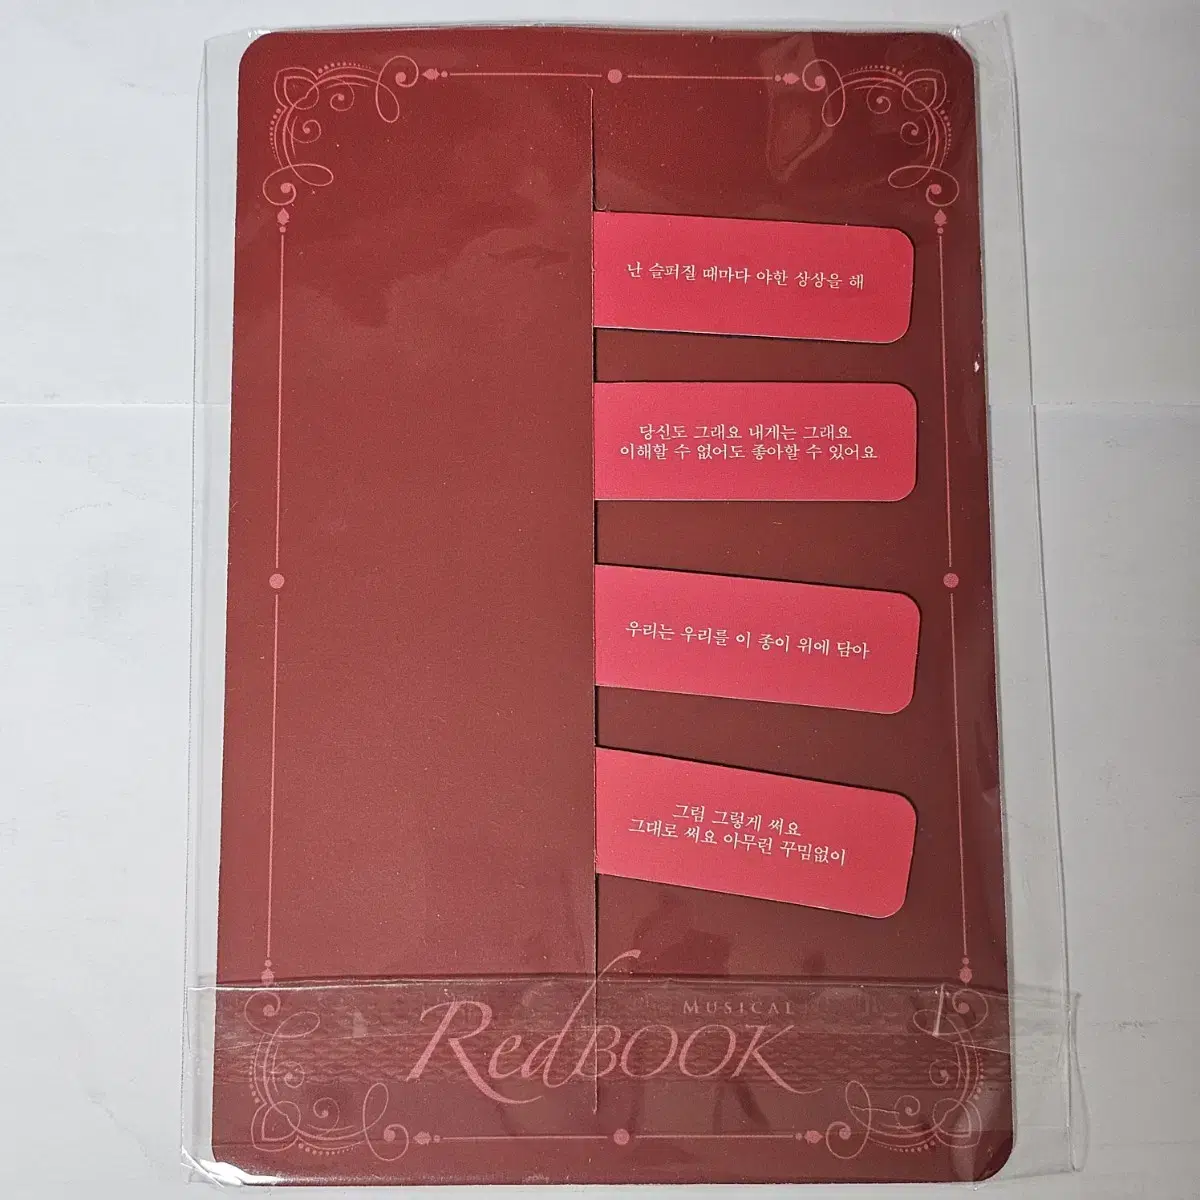 난 슬퍼질 때마다 야한 상상을 해
당신도 그래요 내게는 그래요
이해할 수 없어도 좋아할 수 있어요
우리는 우리를 이 종이 위에 담아
그럼 그렇게 써요
그대로 써요 아무런 꾸밈없이
MUSICAL
RedBOOK